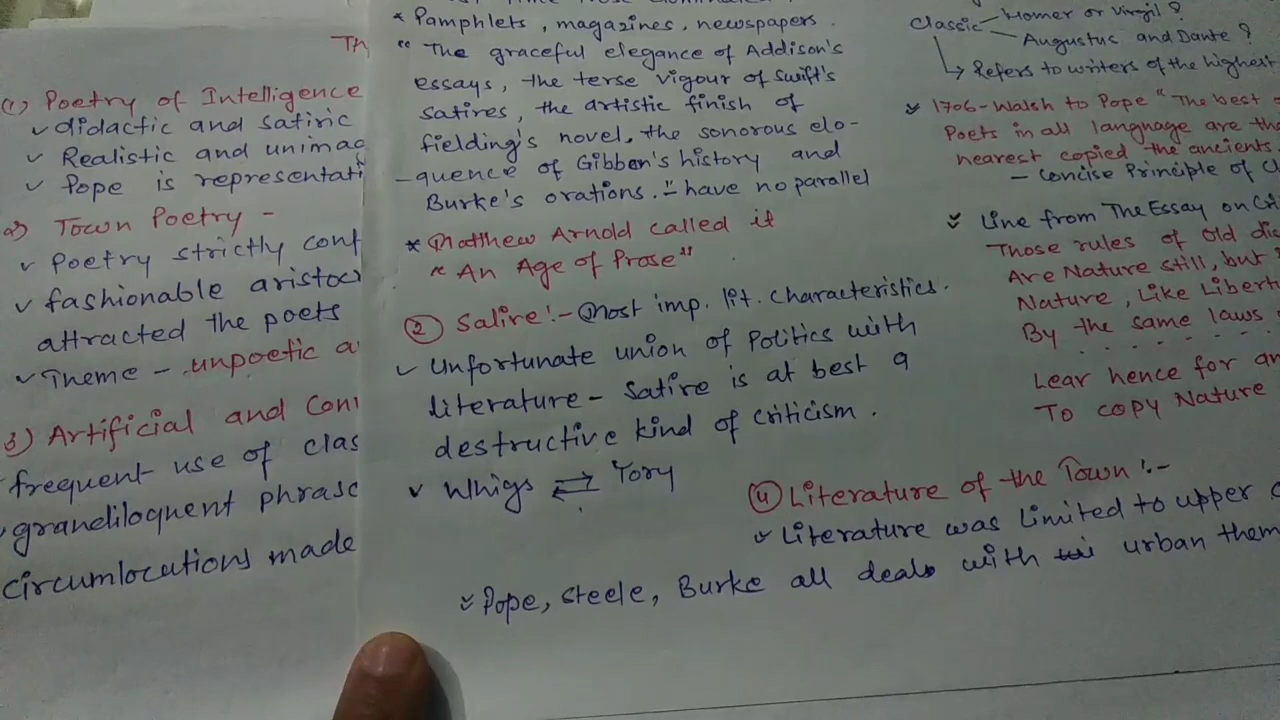 Th
(1) Poetry of Intelligence
✓ didactic and satiric
✓ Realistic and unimag
✓ Pope is representati
a) Town Poetry -
✓ Poetry strictly conf
✓ fashionable aristocr
attracted the poets
✓ Theme - unpoetic a
3) Artificial and Con
frequent use of clas
grandiloquent phrase
circumlocutions made
* Pamphlets, magazines, newspapers.
"The graceful elegance of Addison's
essays, the terse vigour of Swift's
satires, the artistic finish of
fielding's novel, the sonorous elo-
-quence of Gibbon's history and
Burke's orations." - have no parallel
* Matthew Arnold called it
"An Age of Prose"
② Satire :- Most imp. lit. characteristics.
✓ Unfortunate union of Politics with
literature - Satire is at best a
destructive kind of criticism.
✓ Whigs ⇄ Tory
Classic - Homer or Virgil?
- Augustus and Dante?
↳ Refers to writers of the highest
✓ 1706 - Walsh to Pope "The best
Poets in all language are tha
nearest copied the ancients.
- Concise Principle of Cl
✓ Line from The Essay on Cri
Those rules of old di
Are Nature still, but
Nature, Like Libert
By the same laws
. . . . . . .
Lear hence for an
To copy Nature
④ Literature of the Town :-
✓ Literature was limited to upper c
urban them
✓ Pope, Steele, Burke all deals with